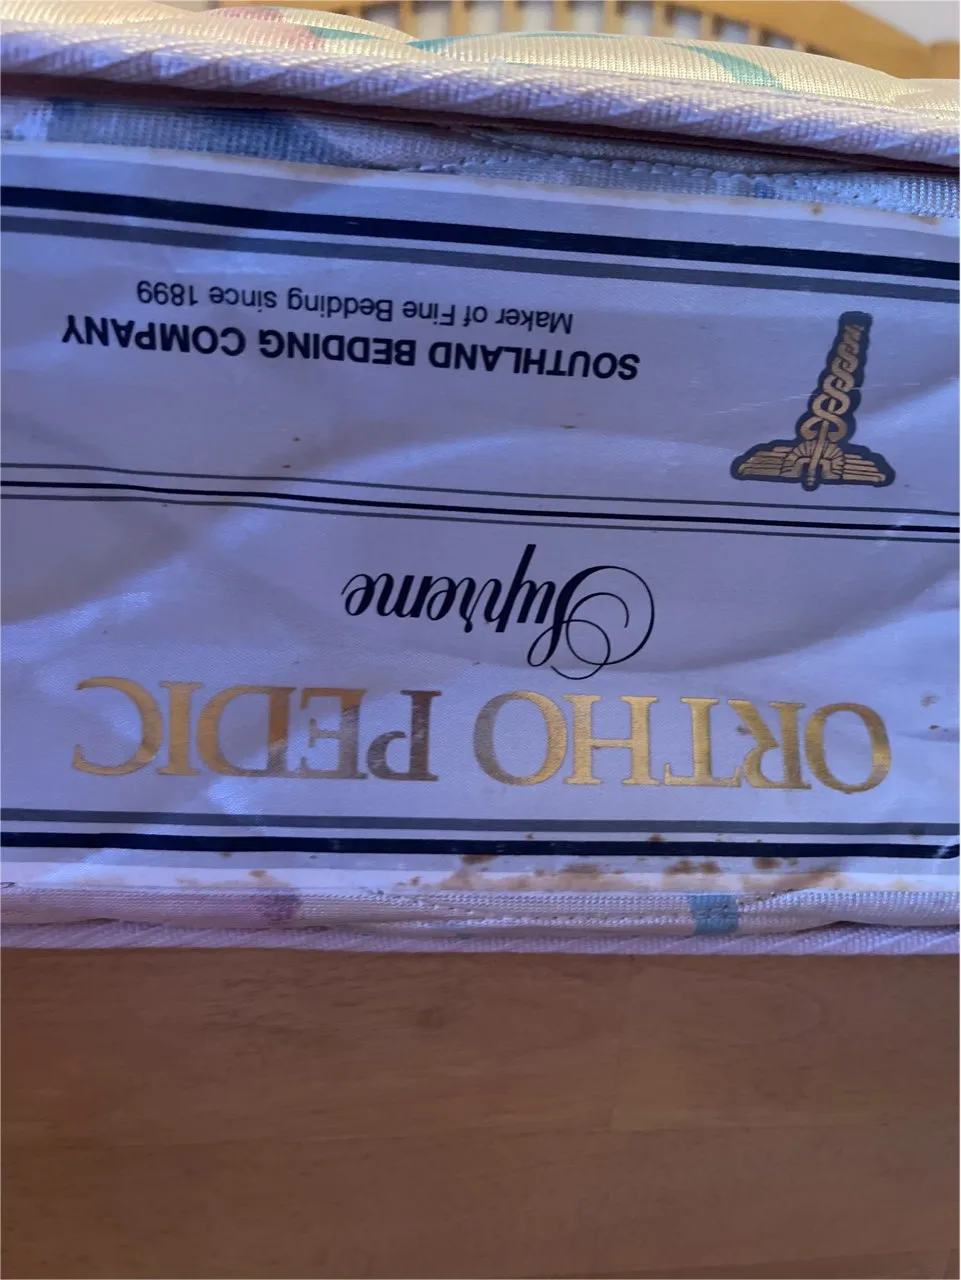 ORTHO PEDIC
Supreme
SOUTHLAND BEDDING COMPANY
Maker of Fine Bedding since 1899